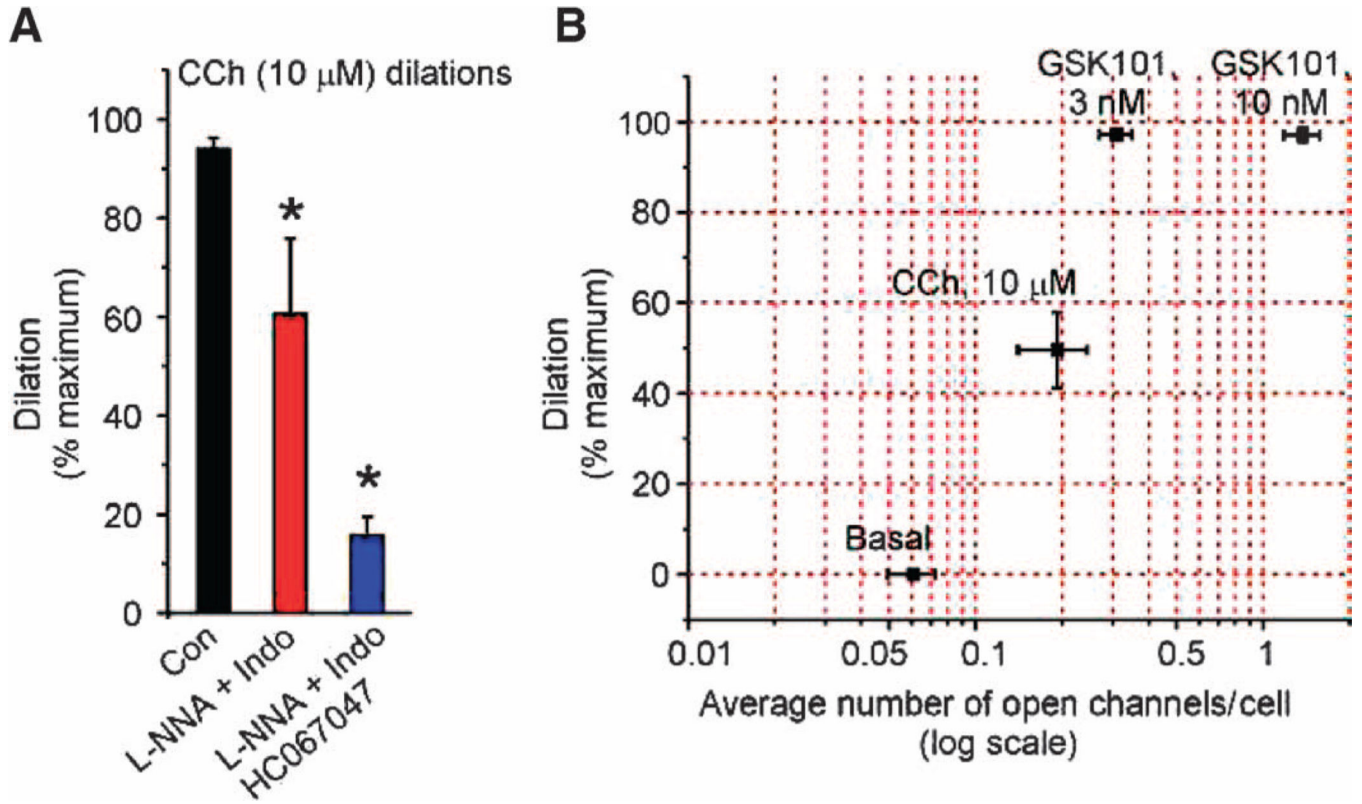 A
CCh (10 μM) dilations
Dilation
(% maximum)
100
80
60
40
20
0
*
*
Con
L-NNA + Indo
L-NNA + Indo
HC067047
B
GSK101,
3 nM
GSK101,
10 nM
CCh, 10 μM
Basal
Dilation
(% maximum)
100
80
60
40
20
0
0.01
0.05
0.1
0.5
1
Average number of open channels/cell
(log scale)